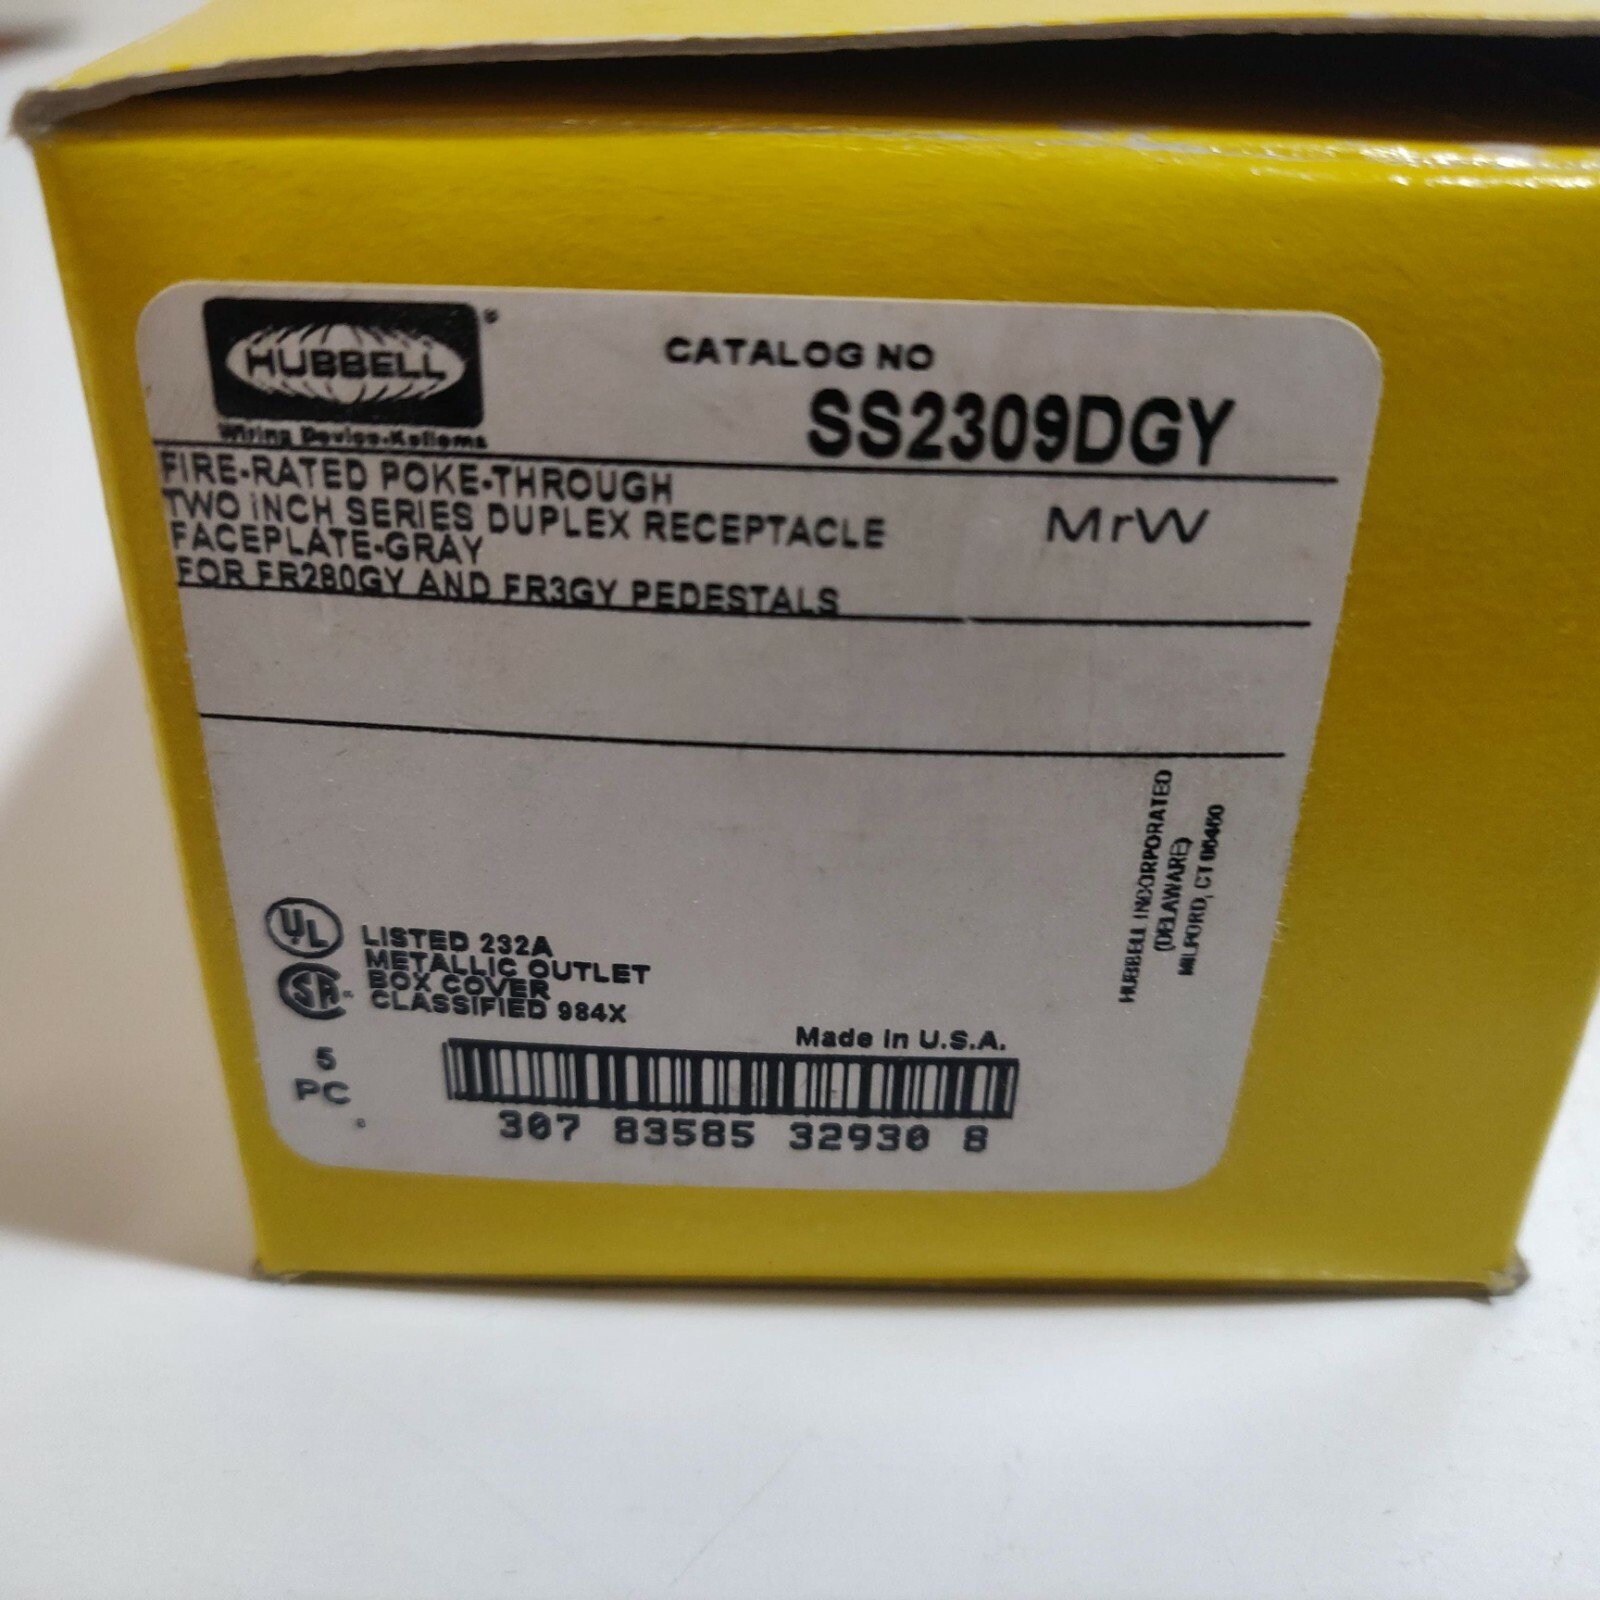 HUBBELL®
Wiring Device-Kellems
CATALOG NO
SS2309DGY
FIRE-RATED POKE-THROUGH
TWO INCH SERIES DUPLEX RECEPTACLE
FACEPLATE-GRAY
FOR FR280GY AND FR3GY PEDESTALS
MrW
HUBBELL INCORPORATED
(DELAWARE)
MILFORD, CT 06460
UL
LISTED 232A
METALLIC OUTLET
BOX COVER
CLASSIFIED 984X
SA
5
PC
Made in U.S.A.
307 83585 32930 8